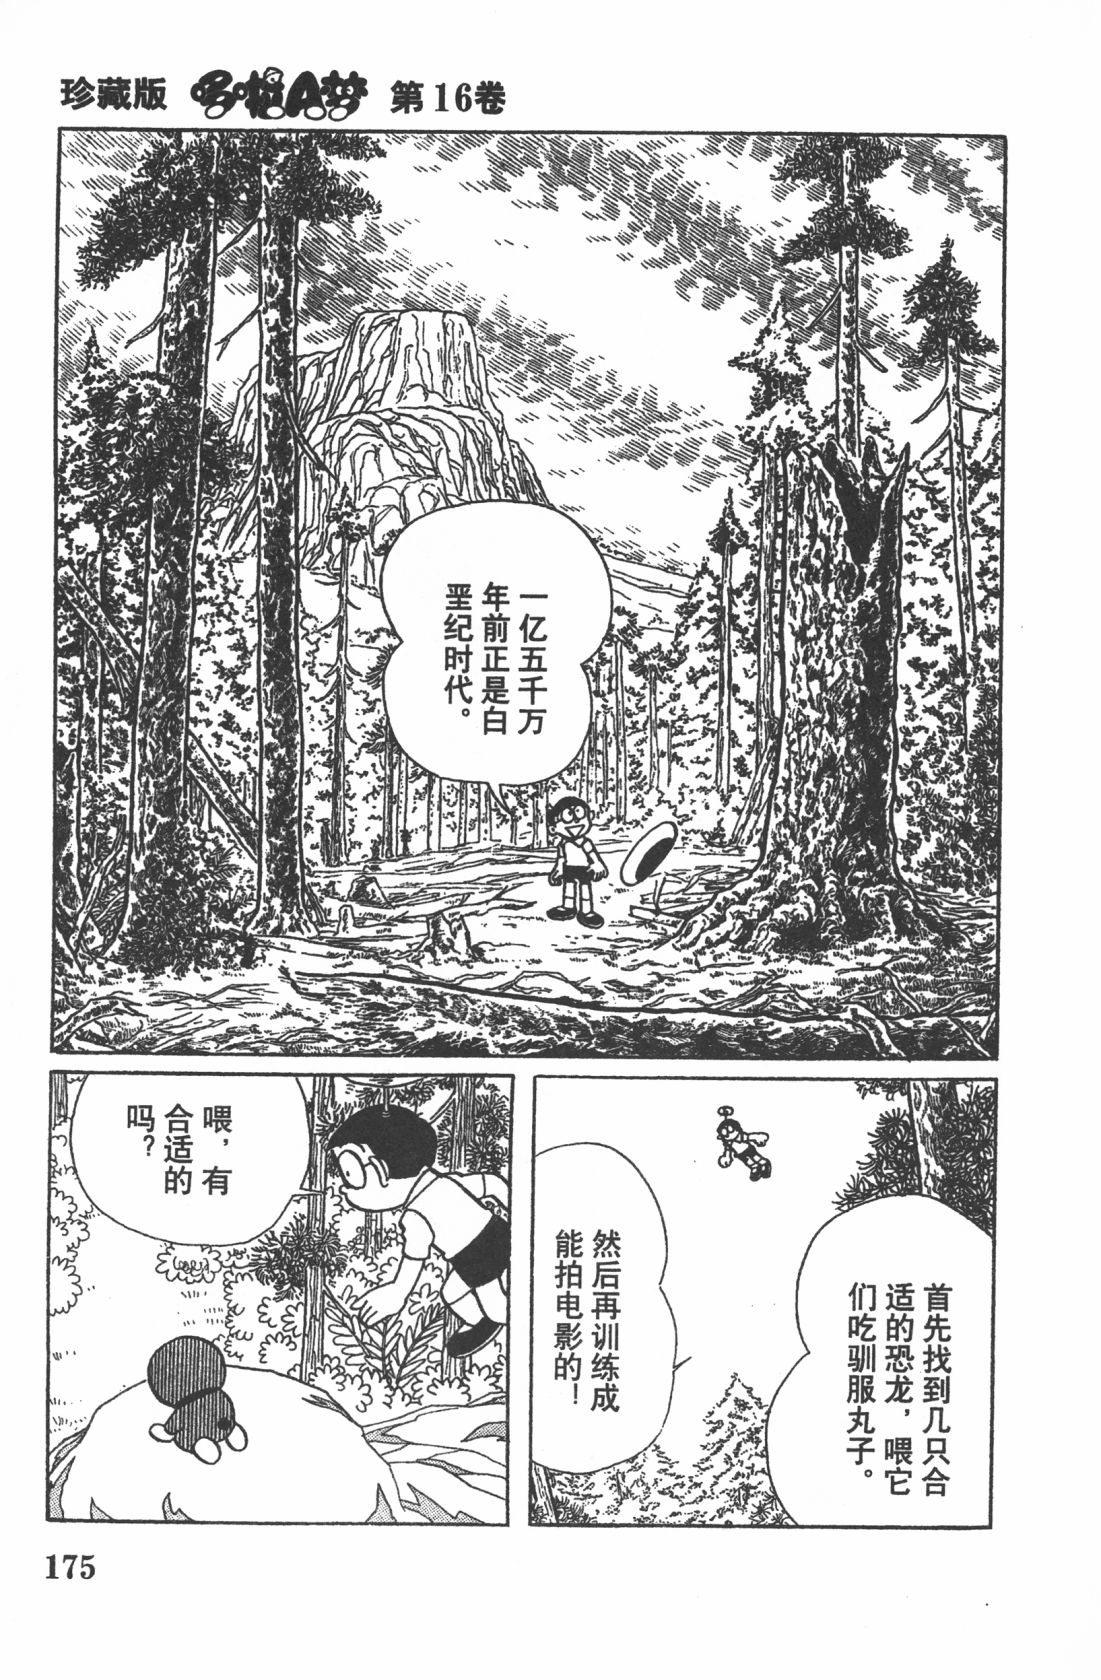 珍藏版 哆啦A梦 第16卷
一亿五千万
年前正是白
垩纪时代。
首先找到几只合
适的恐龙，喂它
们吃驯服丸子。
然后再训练成
能拍电影的！
喂，有
合适的
吗？
175